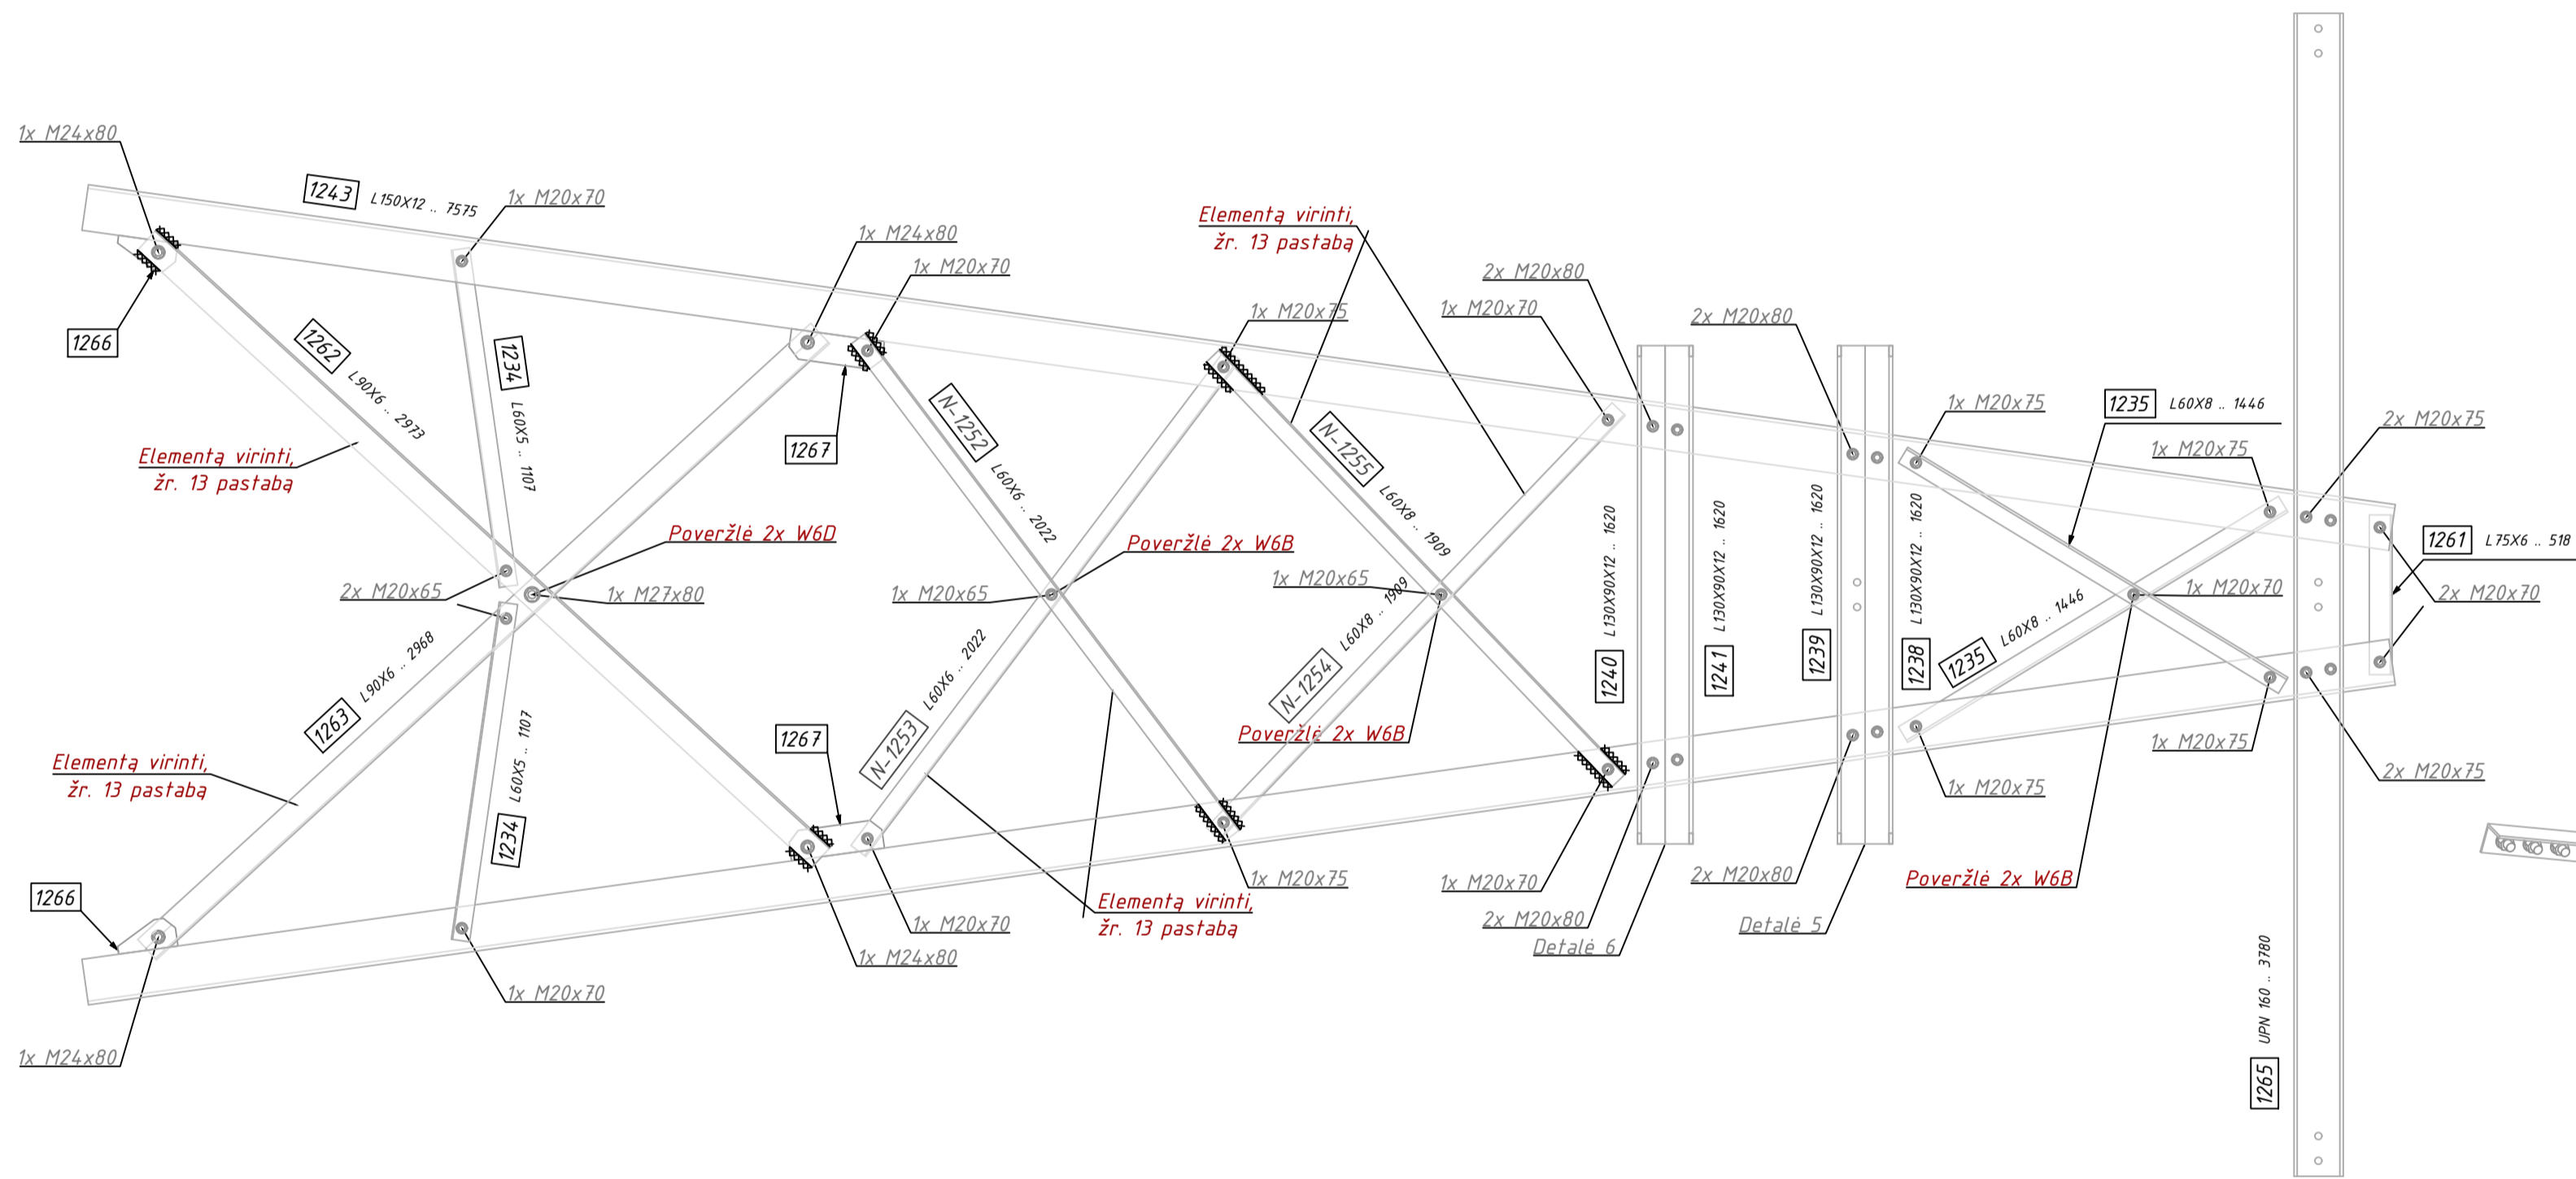 1x M24x80
1243 L150X12 .. 7575
1x M20x70
1x M24x80
1x M20x70
Elementą virinti,
žr. 13 pastabą
1x M20x75
2x M20x80
1x M20x70
2x M20x80
1x M20x75
1235 L60X8 .. 1446
1x M20x75
2x M20x75
1266
1262 L90X6 .. 2973
1234 L60X5 .. 1107
1267
N-1252 L60X6 .. 2022
N-1255 L60X8 .. 1909
Elementą virinti,
žr. 13 pastabą
Poveržlė 2x W6D
Poveržlė 2x W6B
2x M20x65
1x M27x80
1x M20x65
1x M20x65
1240 L130X90X12 .. 1620
1241 L130X90X12 .. 1620
1239 L130X90X12 .. 1620
1238 L130X90X12 .. 1620
1x M20x70
1261 L75X6 .. 518
2x M20x70
1235 L60X8 .. 1446
1263 L90X6 .. 2968
N-1253 L60X6 .. 2022
N-1254 L60X8 .. 1909
Poveržlė 2x W6B
1267
Elementą virinti,
žr. 13 pastabą
1234 L60X5 .. 1107
1x M20x75
2x M20x75
1x M20x75
1266
1x M20x75
1x M20x70
2x M20x80
Poveržlė 2x W6B
Elementą virinti,
žr. 13 pastabą
1x M20x70
2x M20x80
Detalė 5
Detalė 6
1x M24x80
1x M20x70
1x M24x80
1265 UPN 160 .. 3780